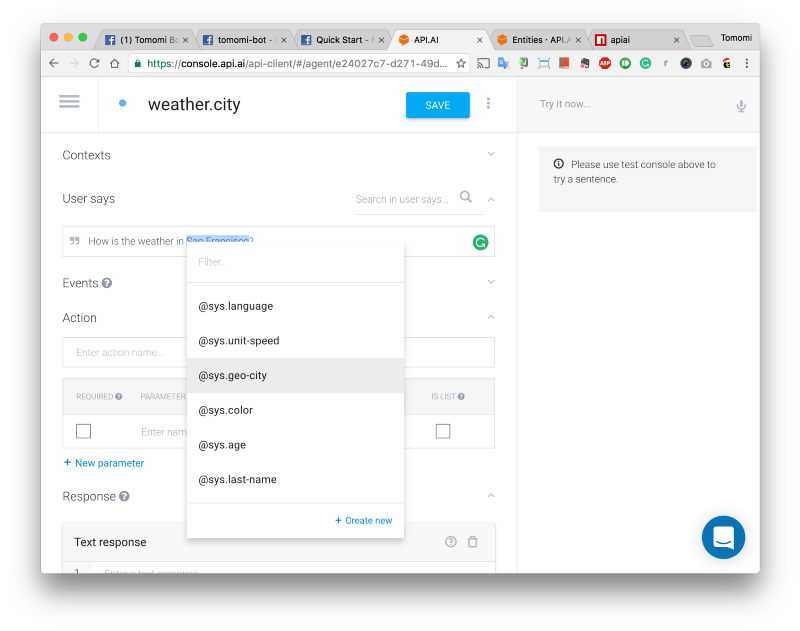 (1) Tomomi Bo
tomomi-bot -
Quick Start - M
API.AI
Entities · API.A
apiai
Tomomi
https://console.api.ai/api-client/#/agent/e24027c7-d271-49d...
ABP
weather.city
SAVE
Try it now...
Please use test console above to
try a sentence.
Contexts
User says
Search in user says...
How is the weather in San Francisco?
Filter...
Events
@sys.language
Action
@sys.unit-speed
Enter action name...
@sys.geo-city
REQUIRED
PARAMETER
IS LIST
@sys.color
Enter nam
@sys.age
+ New parameter
@sys.last-name
Response
+ Create new
Text response
1
Enter a text response